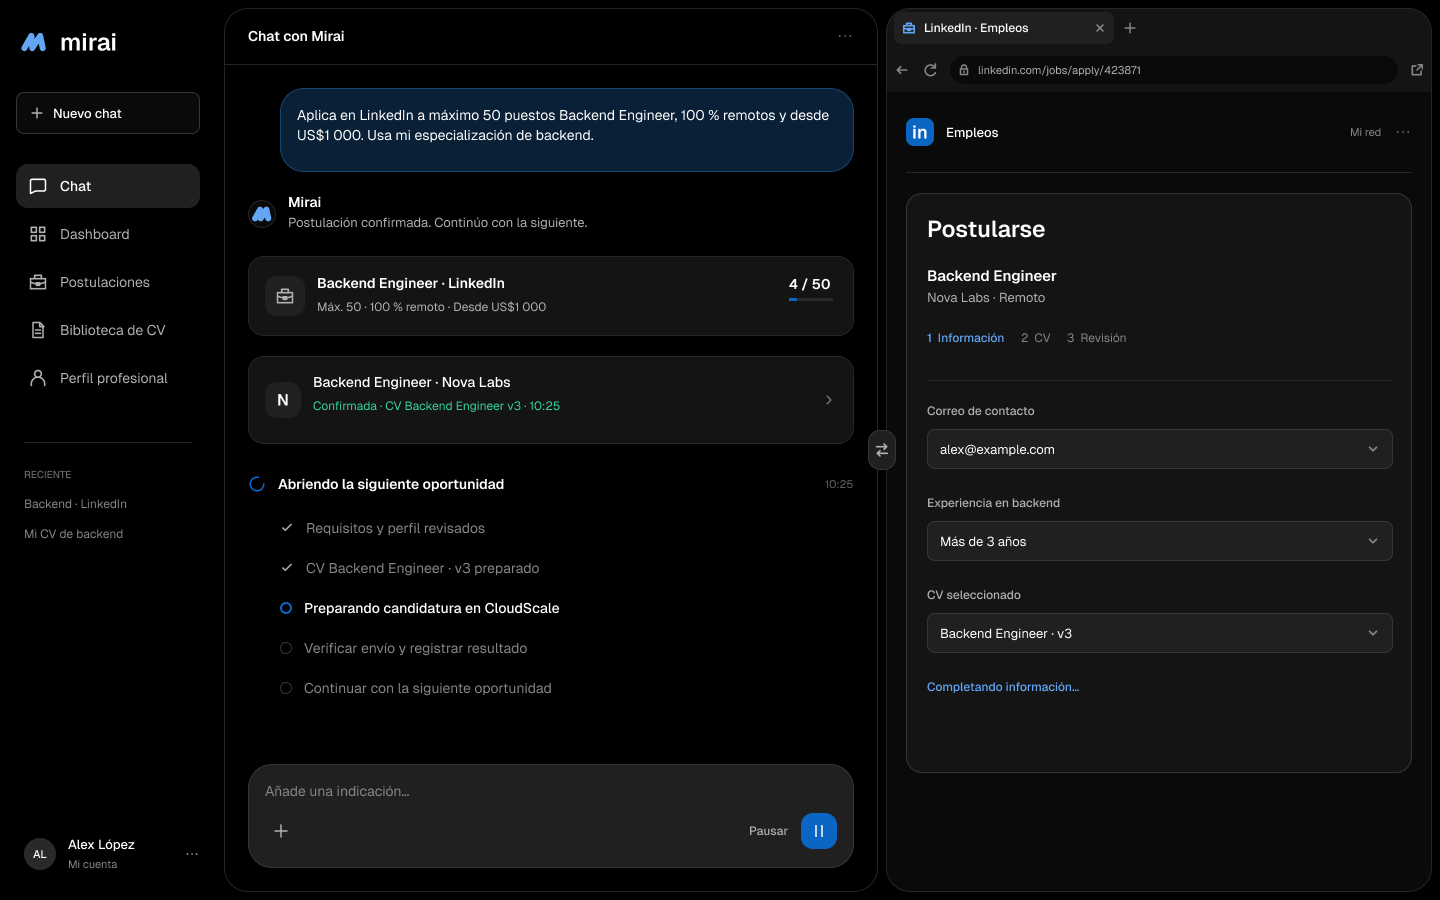 mirai
Nuevo chat
Chat
Dashboard
Postulaciones
Biblioteca de CV
Perfil profesional
RECIENTE
Backend · LinkedIn
Mi CV de backend
AL
Alex López
Mi cuenta
Chat con Mirai
Aplica en LinkedIn a máximo 50 puestos Backend Engineer, 100 % remotos y desde
US$1 000. Usa mi especialización de backend.
Mirai
Postulación confirmada. Continúo con la siguiente.
Backend Engineer · LinkedIn
Máx. 50 · 100 % remoto · Desde US$1 000
4 / 50
N
Backend Engineer · Nova Labs
Confirmada · CV Backend Engineer v3 · 10:25
Abriendo la siguiente oportunidad
10:25
Requisitos y perfil revisados
CV Backend Engineer · v3 preparado
Preparando candidatura en CloudScale
Verificar envío y registrar resultado
Continuar con la siguiente oportunidad
Añade una indicación...
Pausar
LinkedIn · Empleos
linkedin.com/jobs/apply/423871
in
Empleos
Mi red
Postularse
Backend Engineer
Nova Labs · Remoto
1 Información
2 CV
3 Revisión
Correo de contacto
alex@example.com
Experiencia en backend
Más de 3 años
CV seleccionado
Backend Engineer · v3
Completando información...